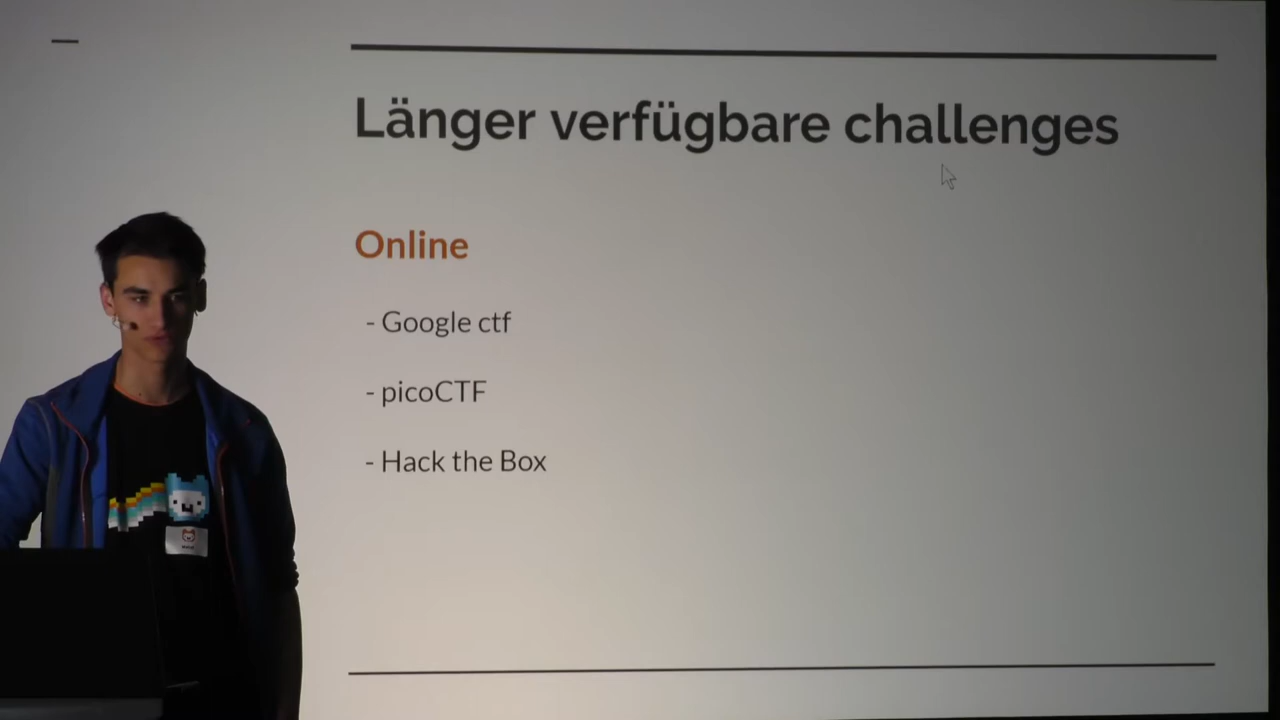 Länger verfügbare challenges
Online
- Google ctf
- picoCTF
- Hack the Box